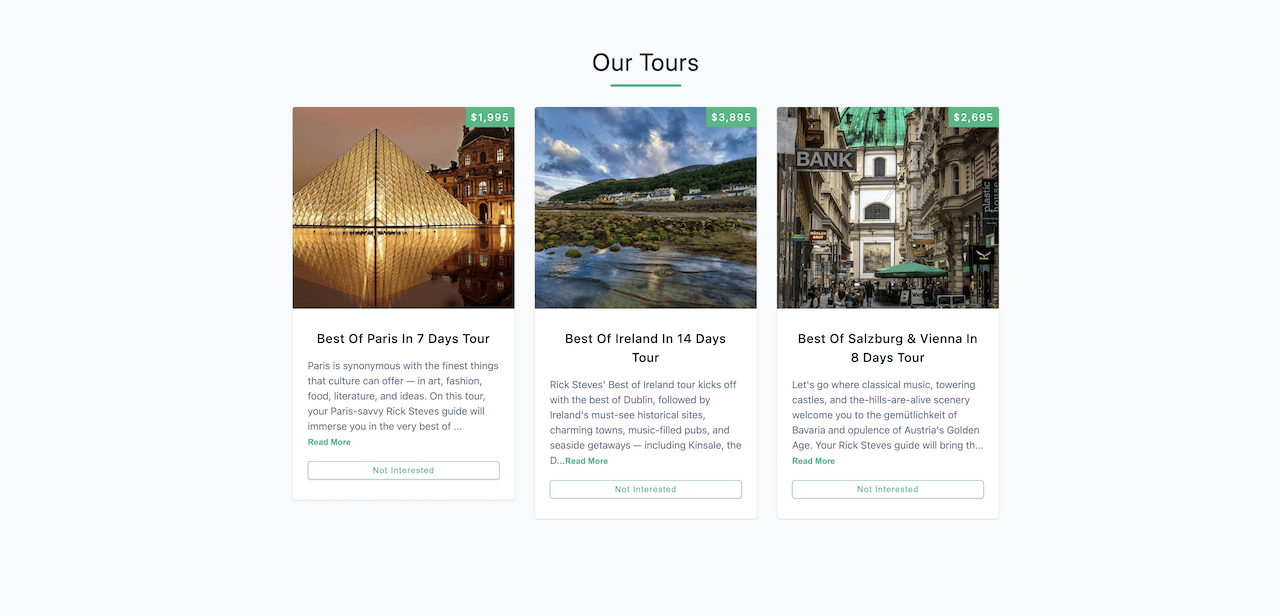 Our Tours
$1,995
$3,895
$2,695
BANK
plastic
house
Best Of Paris In 7 Days Tour
Paris is synonymous with the finest things
that culture can offer — in art, fashion,
food, literature, and ideas. On this tour,
your Paris-savvy Rick Steves guide will
immerse you in the very best of ...
Read More
Not Interested
Best Of Ireland In 14 Days
Tour
Rick Steves' Best of Ireland tour kicks off
with the best of Dublin, followed by
Ireland's must-see historical sites,
charming towns, music-filled pubs, and
seaside getaways — including Kinsale, the
D...Read More
Not Interested
Best Of Salzburg & Vienna In
8 Days Tour
Let's go where classical music, towering
castles, and-the-hills-are-alive scenery
welcome you to the gemütlichkeit of
Bavaria and opulence of Austria's Golden
Age. Your Rick Steves guide will bring th...
Read More
Not Interested